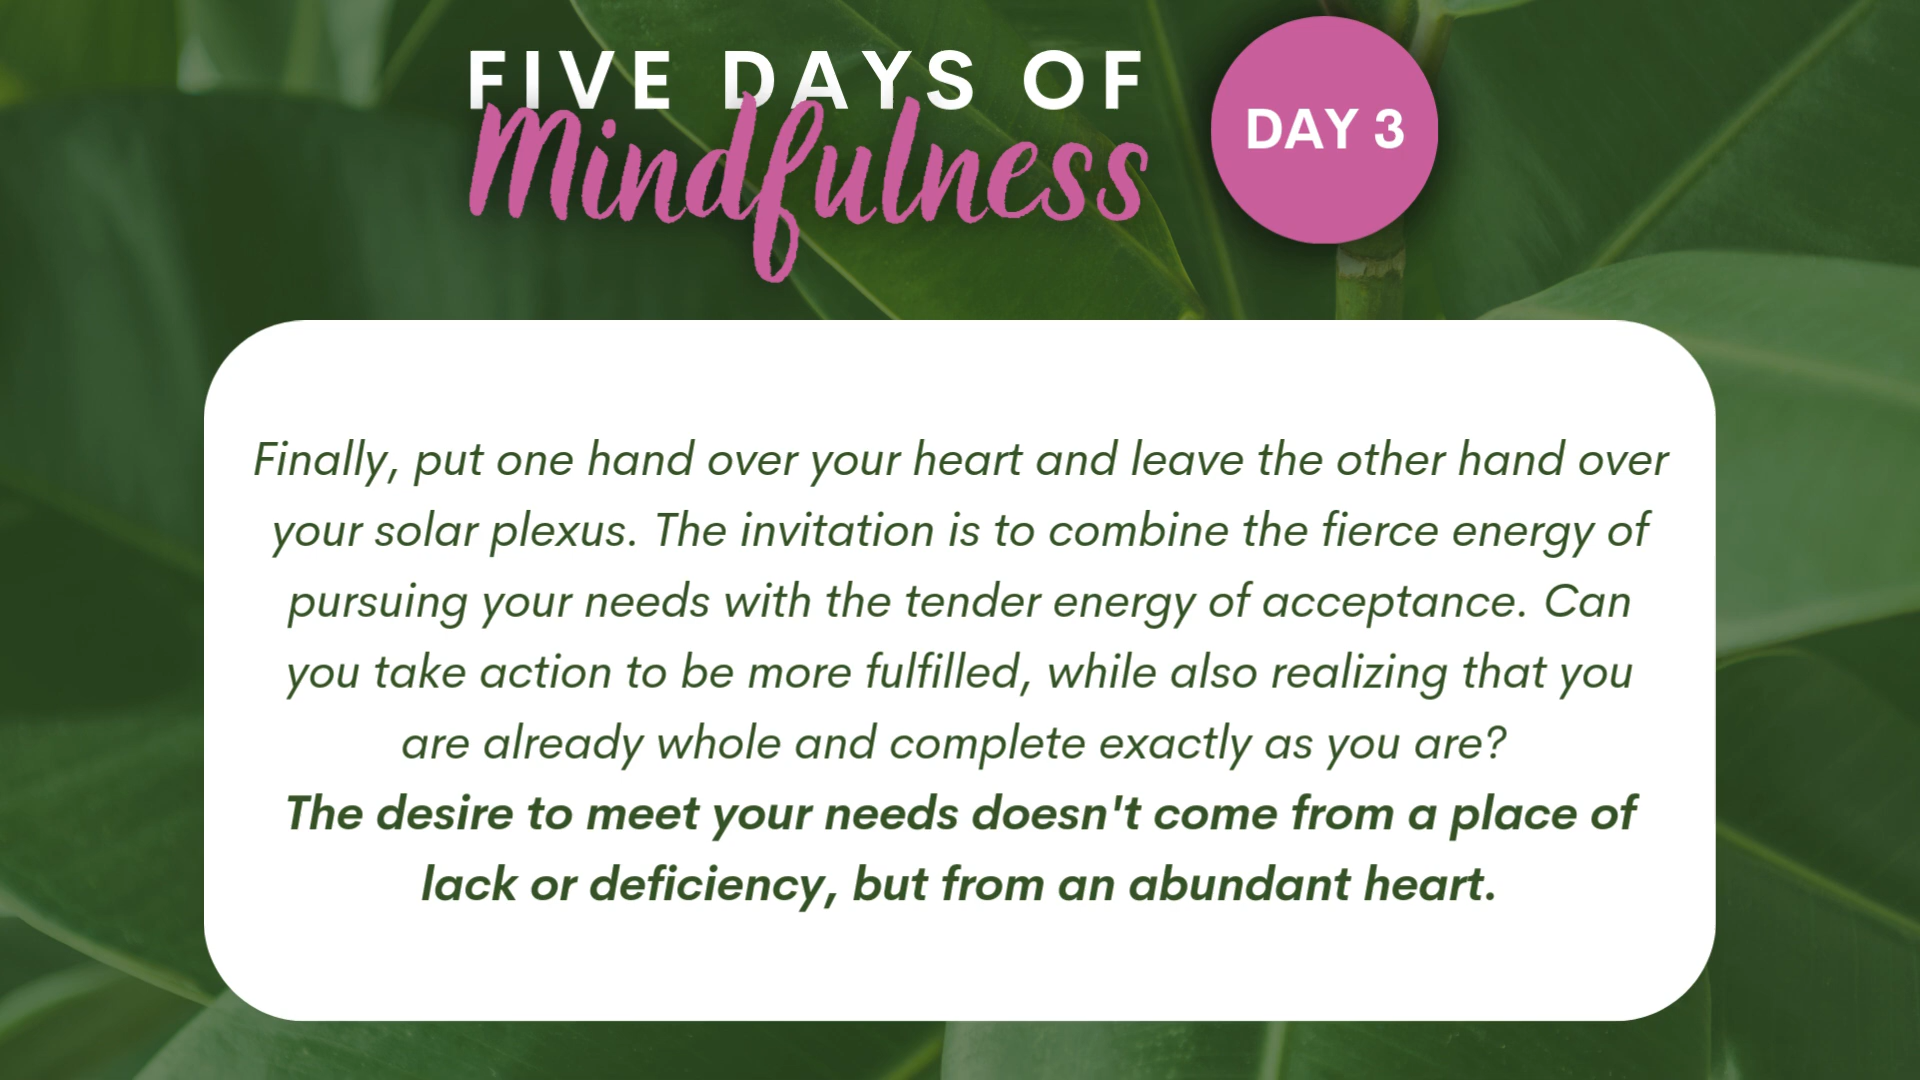 FIVE DAYS OF
Mindfulness
DAY 3
Finally, put one hand over your heart and leave the other hand over
your solar plexus. The invitation is to combine the fierce energy of
pursuing your needs with the tender energy of acceptance. Can
you take action to be more fulfilled, while also realizing that you
are already whole and complete exactly as you are?
The desire to meet your needs doesn't come from a place of
lack or deficiency, but from an abundant heart.